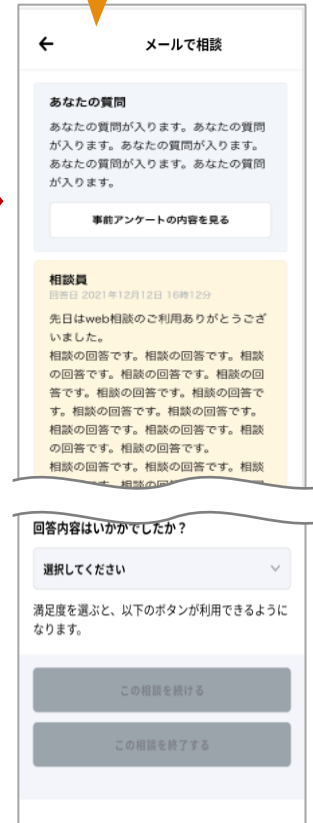 メールで相談
あなたの質問
あなたの質問が入ります。あなたの質問
が入ります。あなたの質問が入ります。
あなたの質問が入ります。あなたの質問
が入ります。
事前アンケートの内容を見る
相談員
回答日 2021年12月12日 16時12分
先日はweb相談のご利用ありがとうござ
いました。
相談の回答です。相談の回答です。相談
の回答です。相談の回答です。相談の回
答です。相談の回答です。相談の回答で
す。相談の回答です。相談の回答です。
相談の回答です。相談の回答です。相談
の回答です。相談の回答です。
相談の回答です。相談の回答です。相談
回答内容はいかがでしたか？
選択してください
満足度を選ぶと、以下のボタンが利用できるように
なります。
この相談を続ける
この相談を終了する